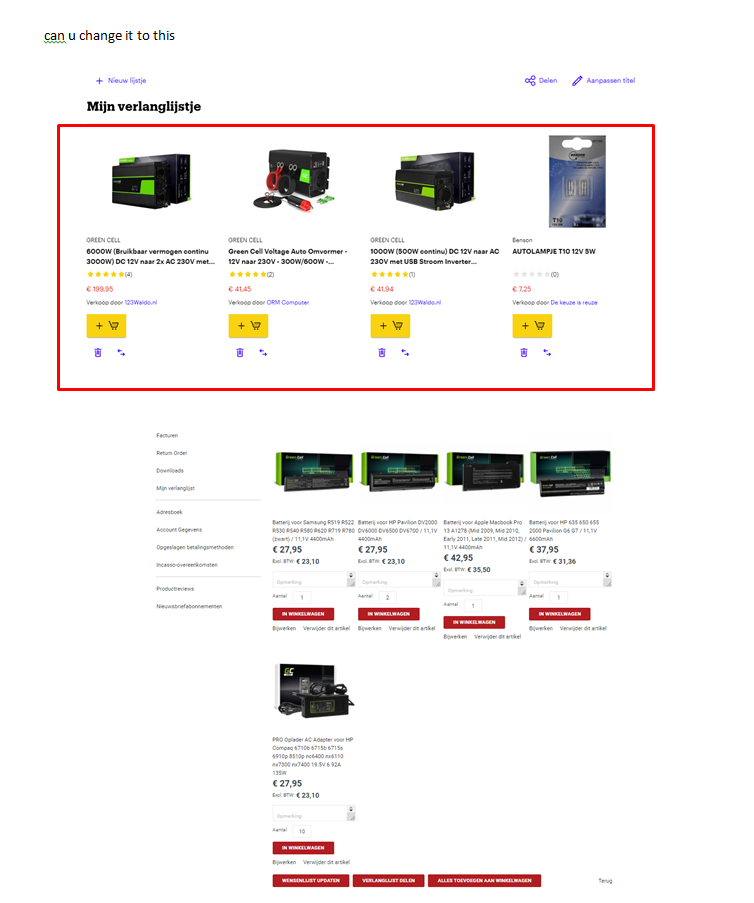 can u change it to this
+ Nieuw lijstje
Delen
Aanpassen titel
Mijn verlanglijstje
GREEN CELL
6000W (Bruikbaar vermogen continu
3000W) DC 12V naar 2x AC 230V met...
(4)
€ 199.95
Verkoop door 123Waldo.nl
+
GREEN CELL
Green Cell Voltage Auto Omvormer -
12V naar 230V - 300W/600W -...
(2)
€ 41.45
Verkoop door ORM Computer
+
GREEN CELL
1000W (500W continu) DC 12V naar AC
230V met USB Stroom Inverter...
(1)
€ 41.94
Verkoop door 123Waldo.nl
+
T10
Benson
AUTOLAMPJE T10 12V 5W
(0)
€ 7.25
Verkoop door De keuze is reuze
+
Facturen
Return Order
Downloads
Mijn verlanglijst
Adresboek
Account Gegevens
Opgeslagen betalingsmethoden
Incasso-overeenkomsten
Productreviews
Nieuwsbriefabonnementen
Green Cell
Batterij voor Samsung R519 R522
R530 R540 R580 R620 R719 R780
(zwart) / 11,1V 4400mAh
€ 27,95
Excl. BTW: € 23,10
Opmerking
Aantal 1
IN WINKELWAGEN
Bijwerken Verwijder dit artikel
Green Cell
Batterij voor HP Pavilion DV2000
DV6000 DV6500 DV6700 / 11,1V
4400mAh
€ 27,95
Excl. BTW: € 23,10
Opmerking
Aantal 2
IN WINKELWAGEN
Bijwerken Verwijder dit artikel
Green Cell
Batterij voor Apple Macbook Pro
13 A1278 (Mid 2009, Mid 2010,
Early 2011, Late 2011, Mid 2012) /
11,1V 4400mAh
€ 42,95
Excl. BTW: € 35,50
Opmerking
Aantal 1
IN WINKELWAGEN
Bijwerken Verwijder dit artikel
Green Cell
Batterij voor HP 635 650 655
2000 Pavilion G6 G7 / 11,1V
6600mAh
€ 37,95
Excl. BTW: € 31,36
Opmerking
Aantal 1
IN WINKELWAGEN
Bijwerken Verwijder dit artikel
GC
PRO Oplader AC Adapter voor HP
Compaq 6710b 6715b 6715s
6910p 8510p nc6400 nx6110
nx7300 nx7400 19.5V 6.92A
135W
€ 27,95
Excl. BTW: € 23,10
Opmerking
Aantal 10
IN WINKELWAGEN
Bijwerken Verwijder dit artikel
WENSENLIJST UPDATEN
VERLANGLIJST DELEN
ALLES TOEVOEGEN AAN WINKELWAGEN
Terug